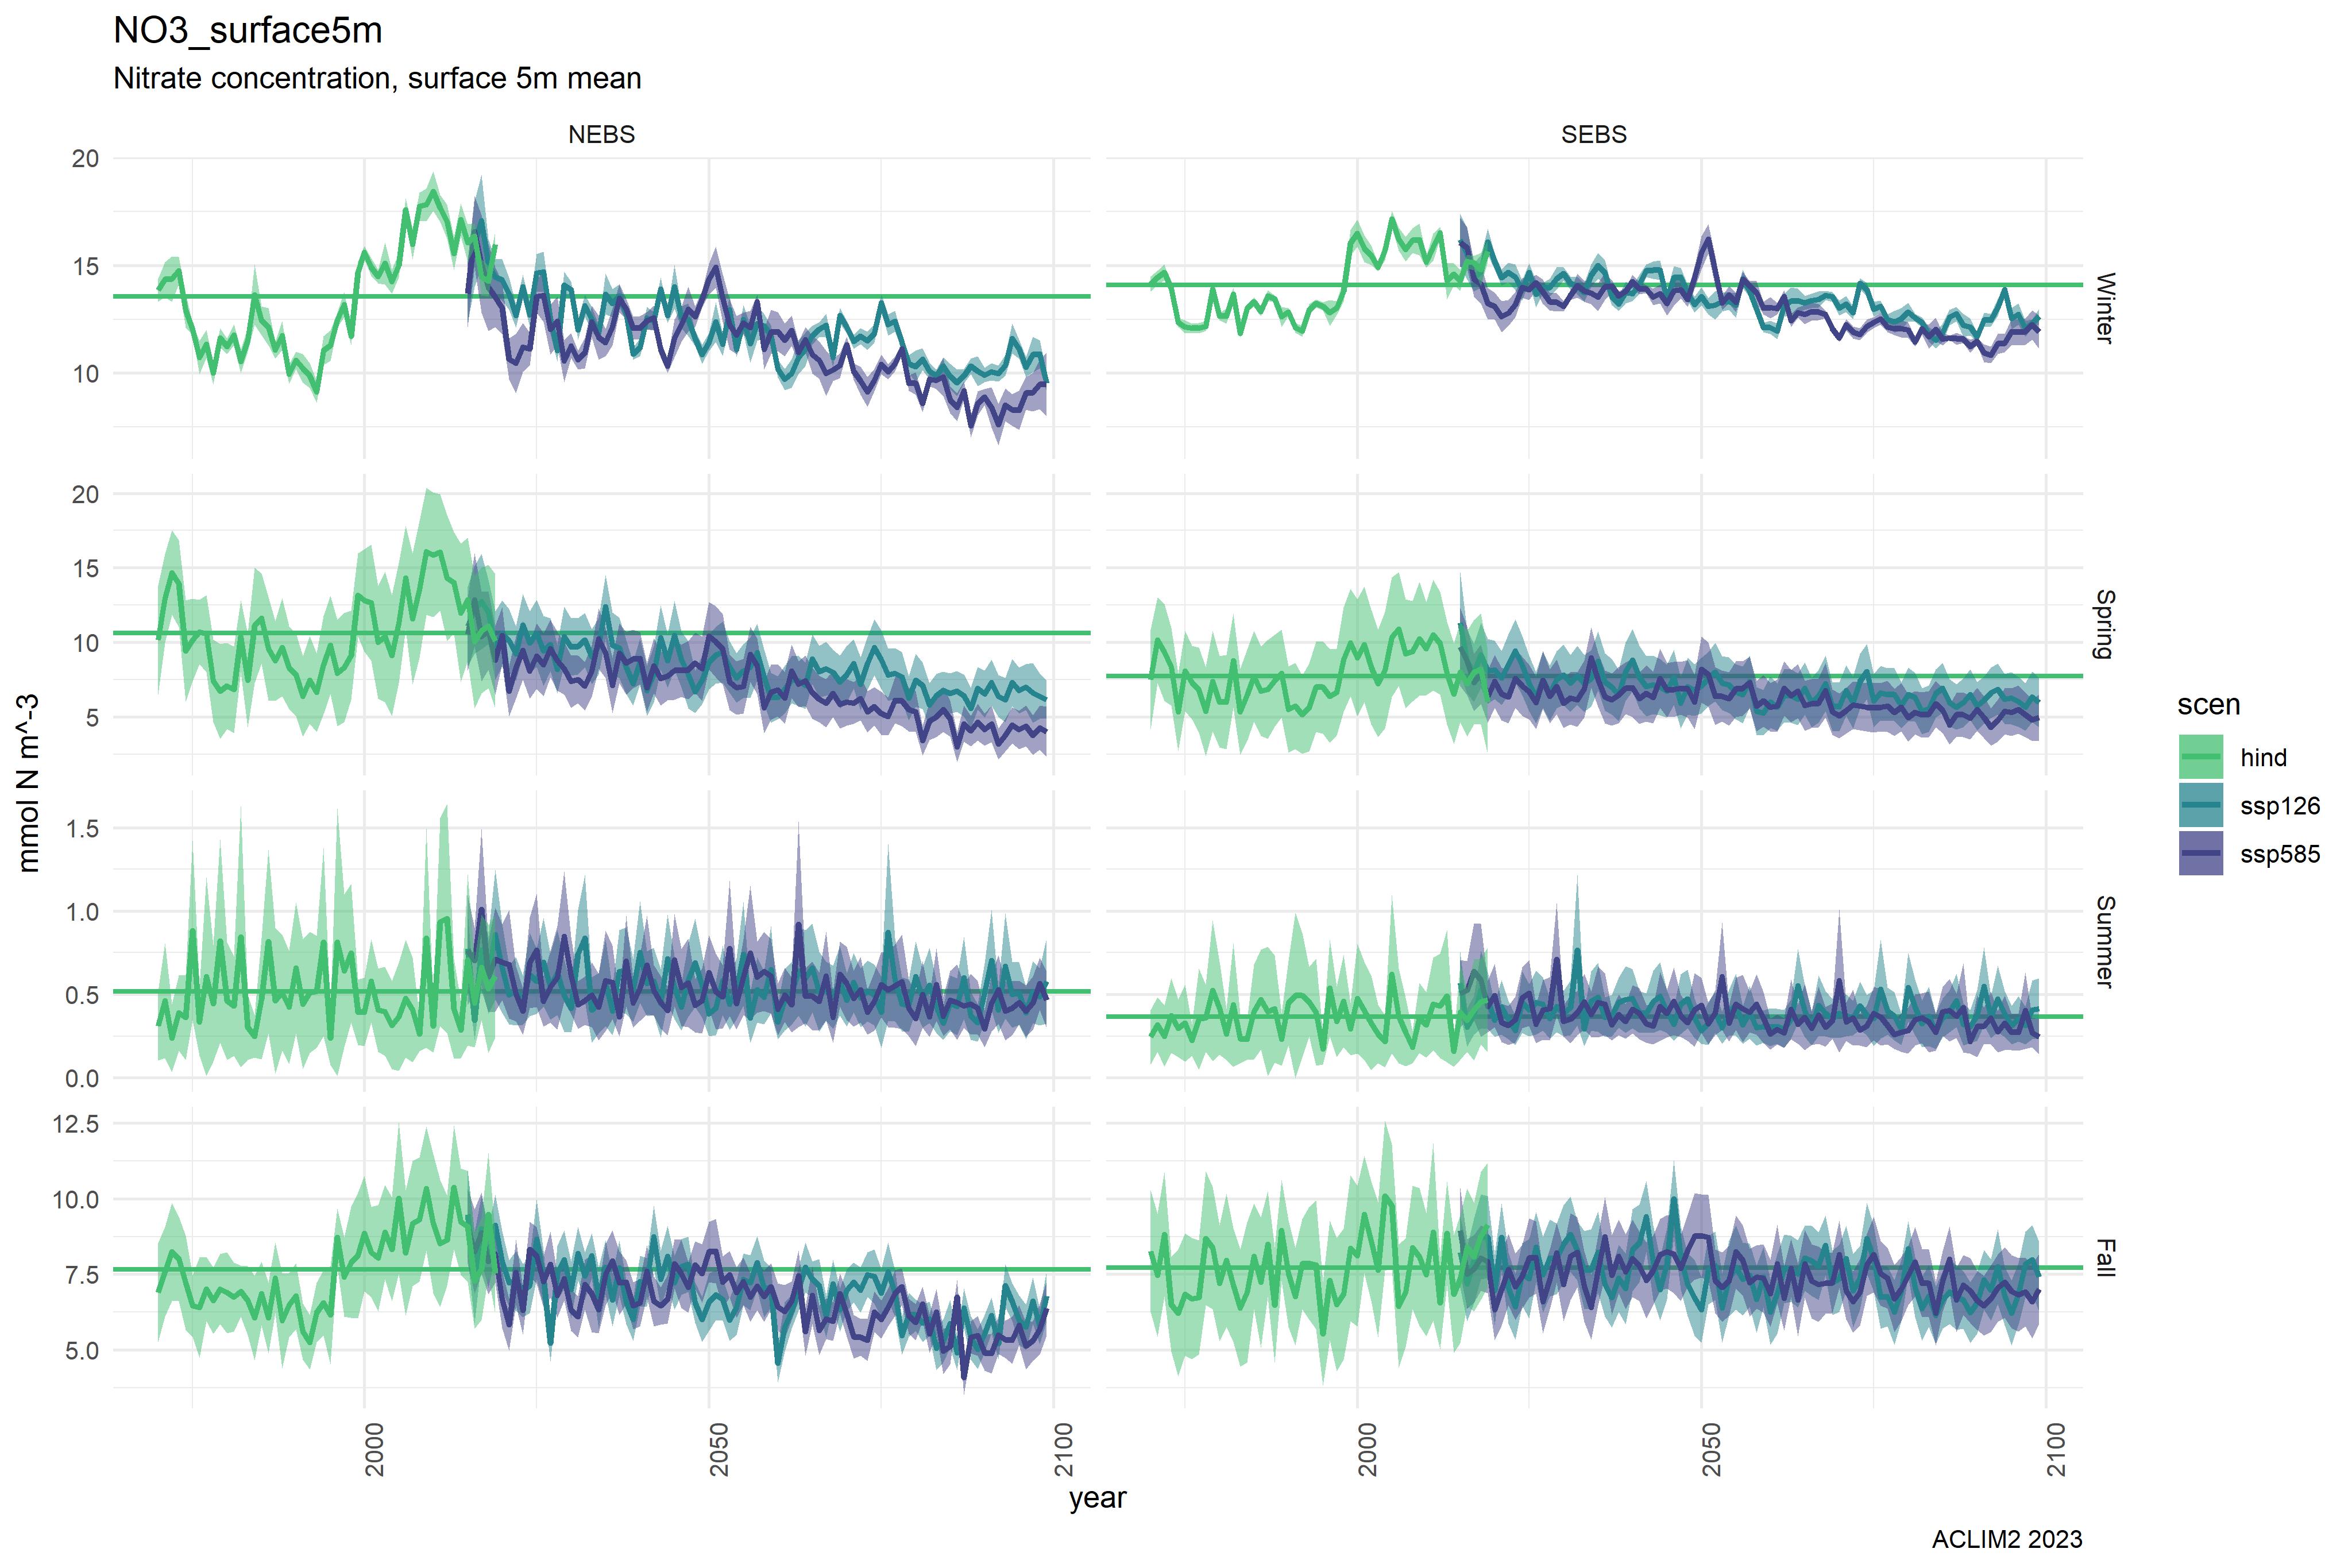 NO3_surface5m
Nitrate concentration, surface 5m mean
NEBS SEBS
20
15
10
Winter
20
15
10
5
Spring
1.5
1.0
0.5
0.0
Summer
12.5
10.0
7.5
5.0
Fall
mmol N m^-3
2000 2050 2100 2000 2050 2100
year
scen
hind
ssp126
ssp585
ACLIM2 2023